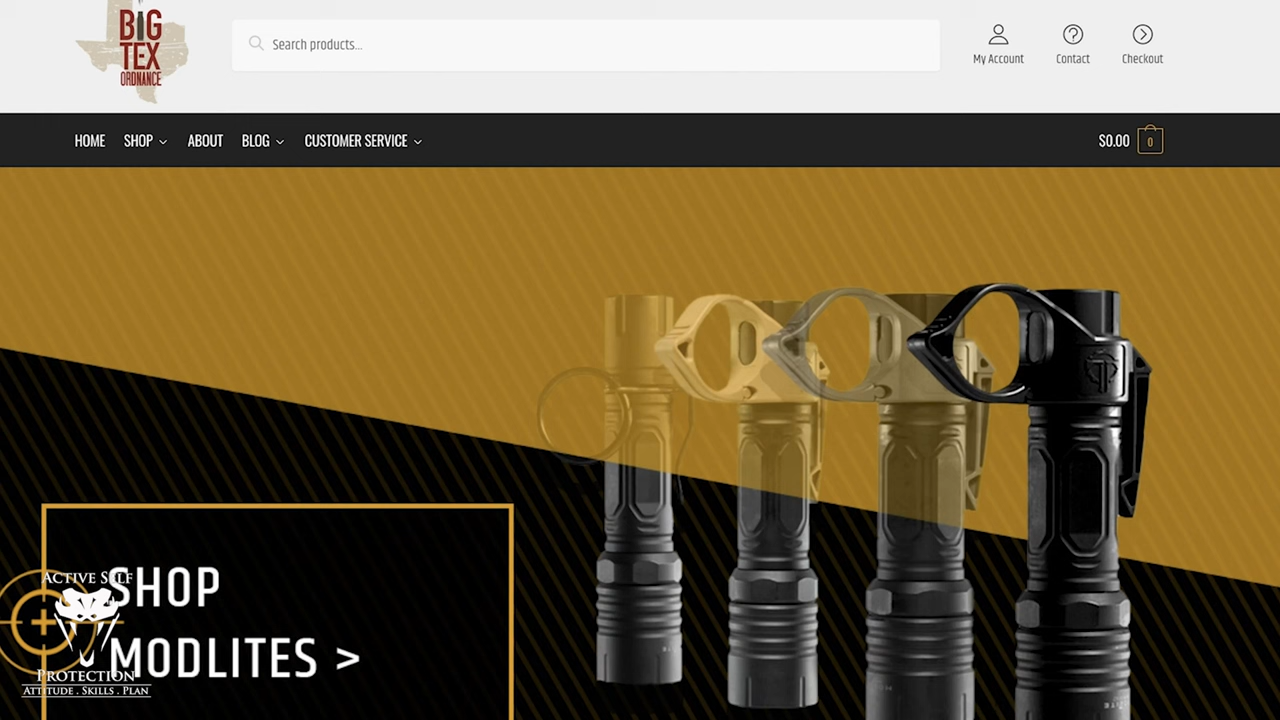 BIG
TEX
ORDNANCE
Search products...
My Account
Contact
Checkout
HOME
SHOP
ABOUT
BLOG
CUSTOMER SERVICE
$0.00
0
SHOP
MODLITES >
ACTIVE SELF
PROTECTION
ATTITUDE . SKILLS . PLAN